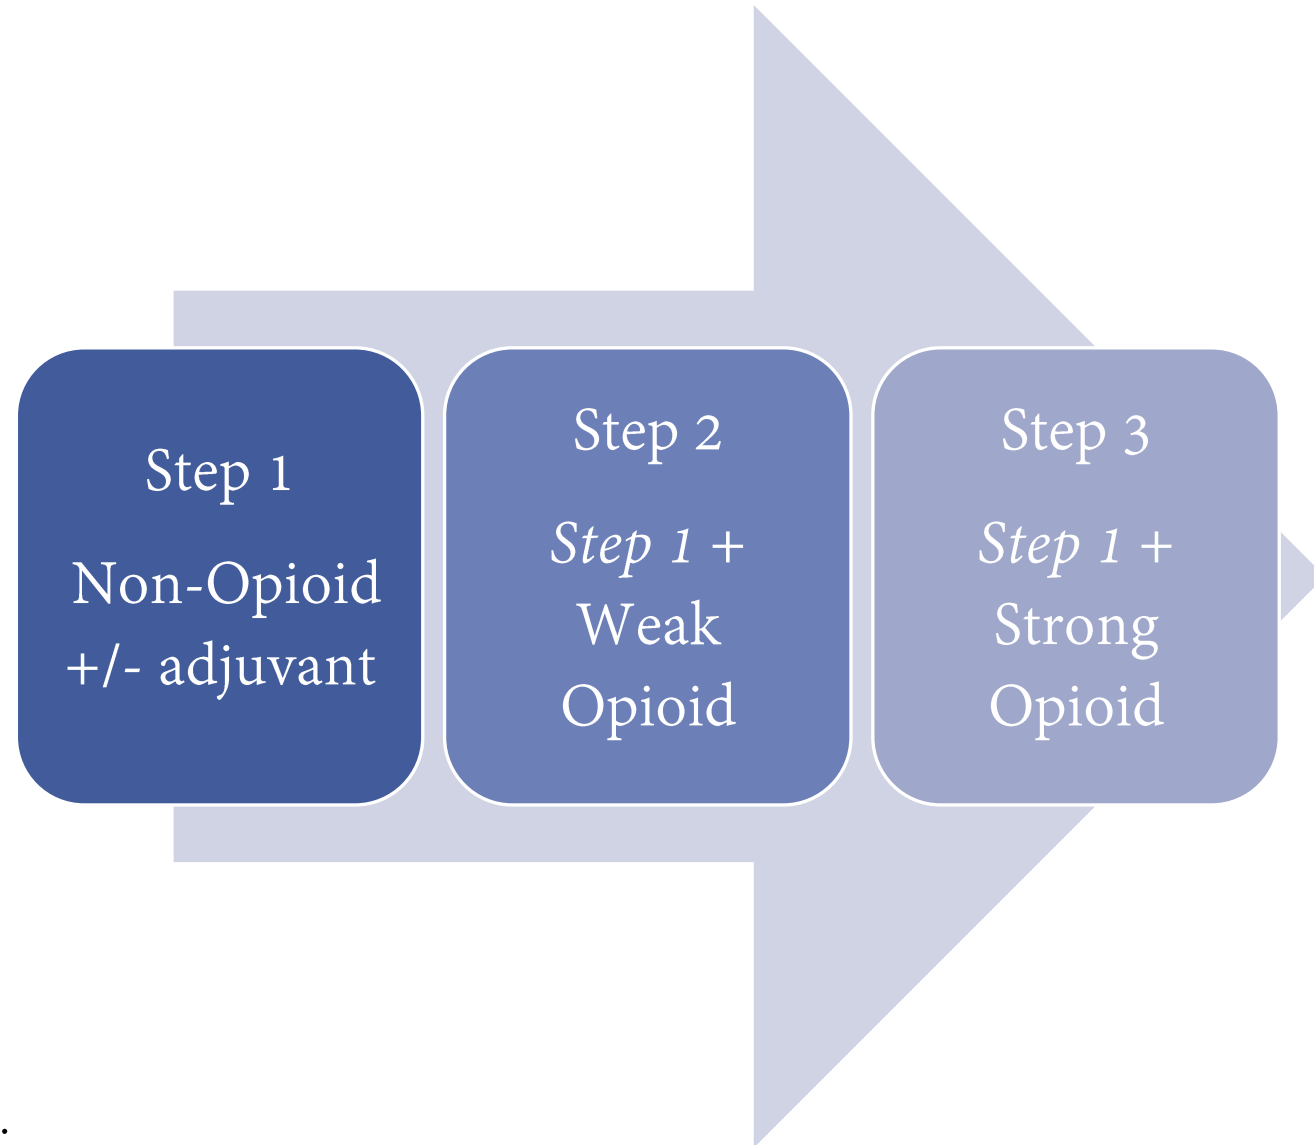 Step 1
Non-Opioid
+/- adjuvant
Step 2
Step 1 +
Weak
Opioid
Step 3
Step 1 +
Strong
Opioid
.